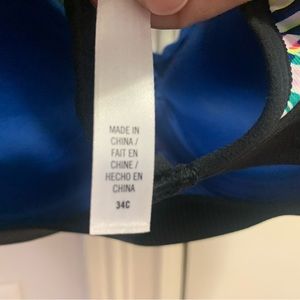 MADE IN
CHINA /
FAIT EN
CHINE /
HECHO EN
CHINA
34C